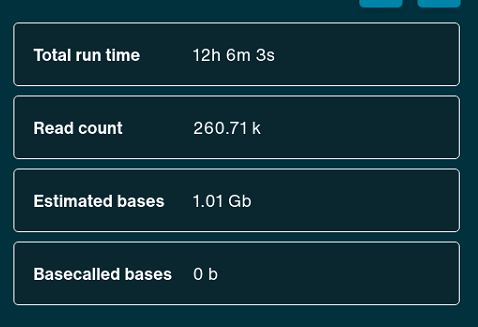 Total run time 12h 6m 3s
Read count 260.71 k
Estimated bases 1.01 Gb
Basecalled bases 0 b